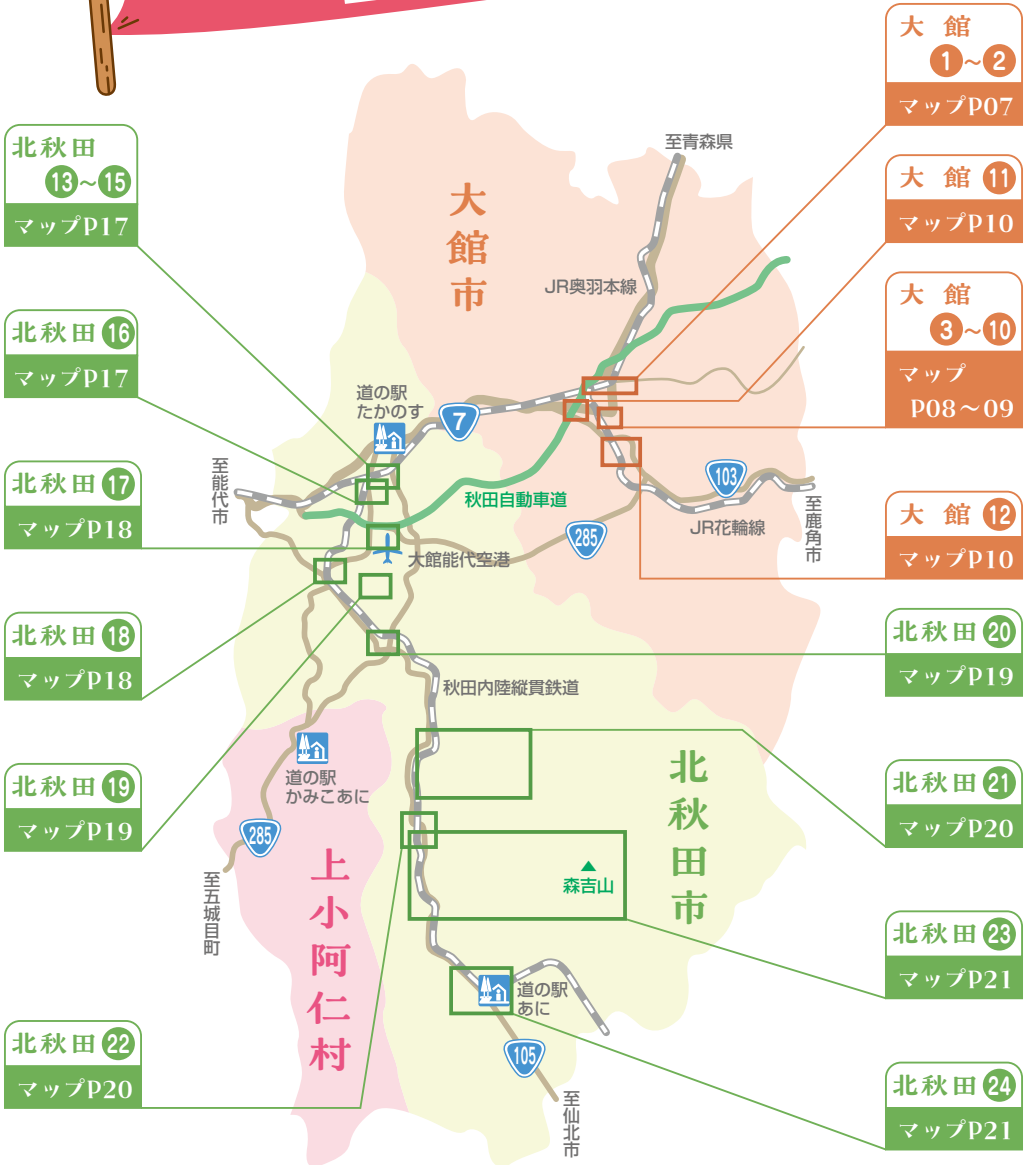 大館
1～2
マップP07
大館 11
マップP10
大館
3～10
マップ
P08～09
大館 12
マップP10
北秋田
13～15
マップP17
北秋田 16
マップP17
北秋田 17
マップP18
北秋田 18
マップP18
北秋田 19
マップP19
北秋田 22
マップP20
北秋田 20
マップP19
北秋田 21
マップP20
北秋田 23
マップP21
北秋田 24
マップP21
大館市
至青森県
JR奥羽本線
道の駅
たかのす
7
至能代市
秋田自動車道
103
285
JR花輪線
至鹿角市
大館能代空港
秋田内陸縦貫鉄道
道の駅
かみこあに
285
至五城目町
上小阿仁村
北秋田市
森吉山
道の駅
あに
105
至仙北市